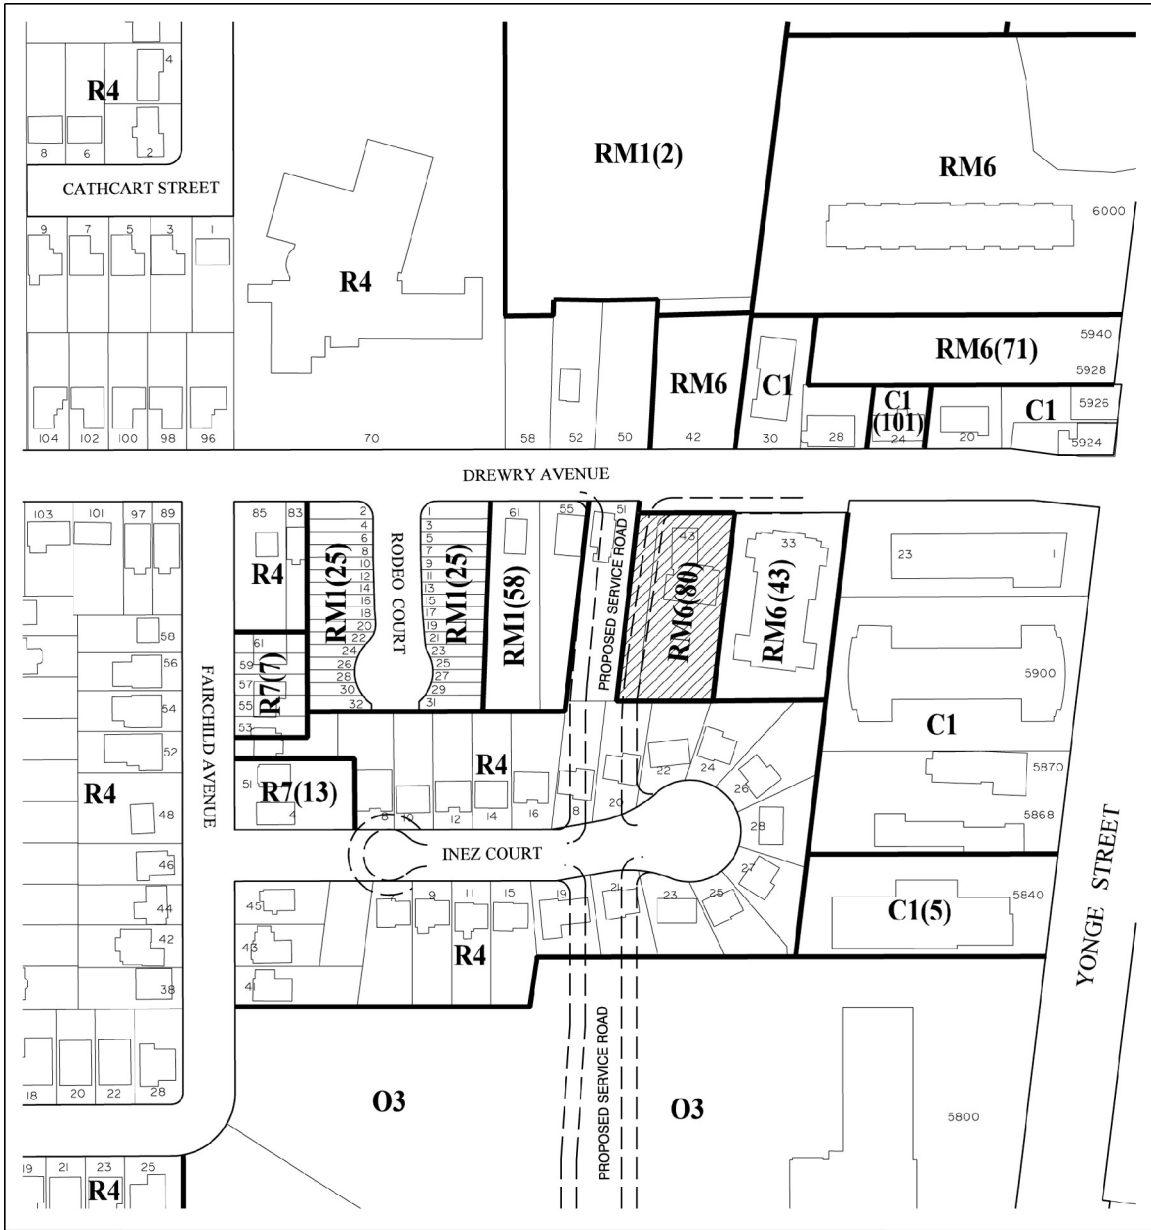 4
R4
8 6 2
CATHCART STREET
9 7 5 3 1
104 102 100 98 96
R4
70
RM1(2)
RM6
6000
RM6(71)
5940
5928
RM6
C1
C1
(101)
C1
5926
5924
58 52 50 42 30 28 24 20
DREWRY AVENUE
103 101 97 89
58
56
54
52
R4
48
46
44
42
38
18 20 22 28
FAIRCHILD AVENUE
85 83
R4
61
59
57
55
53
R7(7)
51
R7(13)
4
2
4
6
8
10
12
14
16
18
20
22
24
26
28
30
32
RM1(25)
RODEO COURT
1
3
5
7
9
11
13
15
17
19
21
23
25
27
29
31
RM1(25)
61
RM1(58)
55
51
PROPOSED SERVICE ROAD
43
RM6(80)
33
RM6(43)
23 1
5900
C1
5870
5868
C1(5)
5840
YONGE STREET
R4
8 10 12 14 16 18 20 22 24
26
28
27
INEZ COURT
45
43
41
7 9 11 15 19 21 23 25
R4
O3
PROPOSED SERVICE ROAD
O3
5800
19 21 23 25
R4